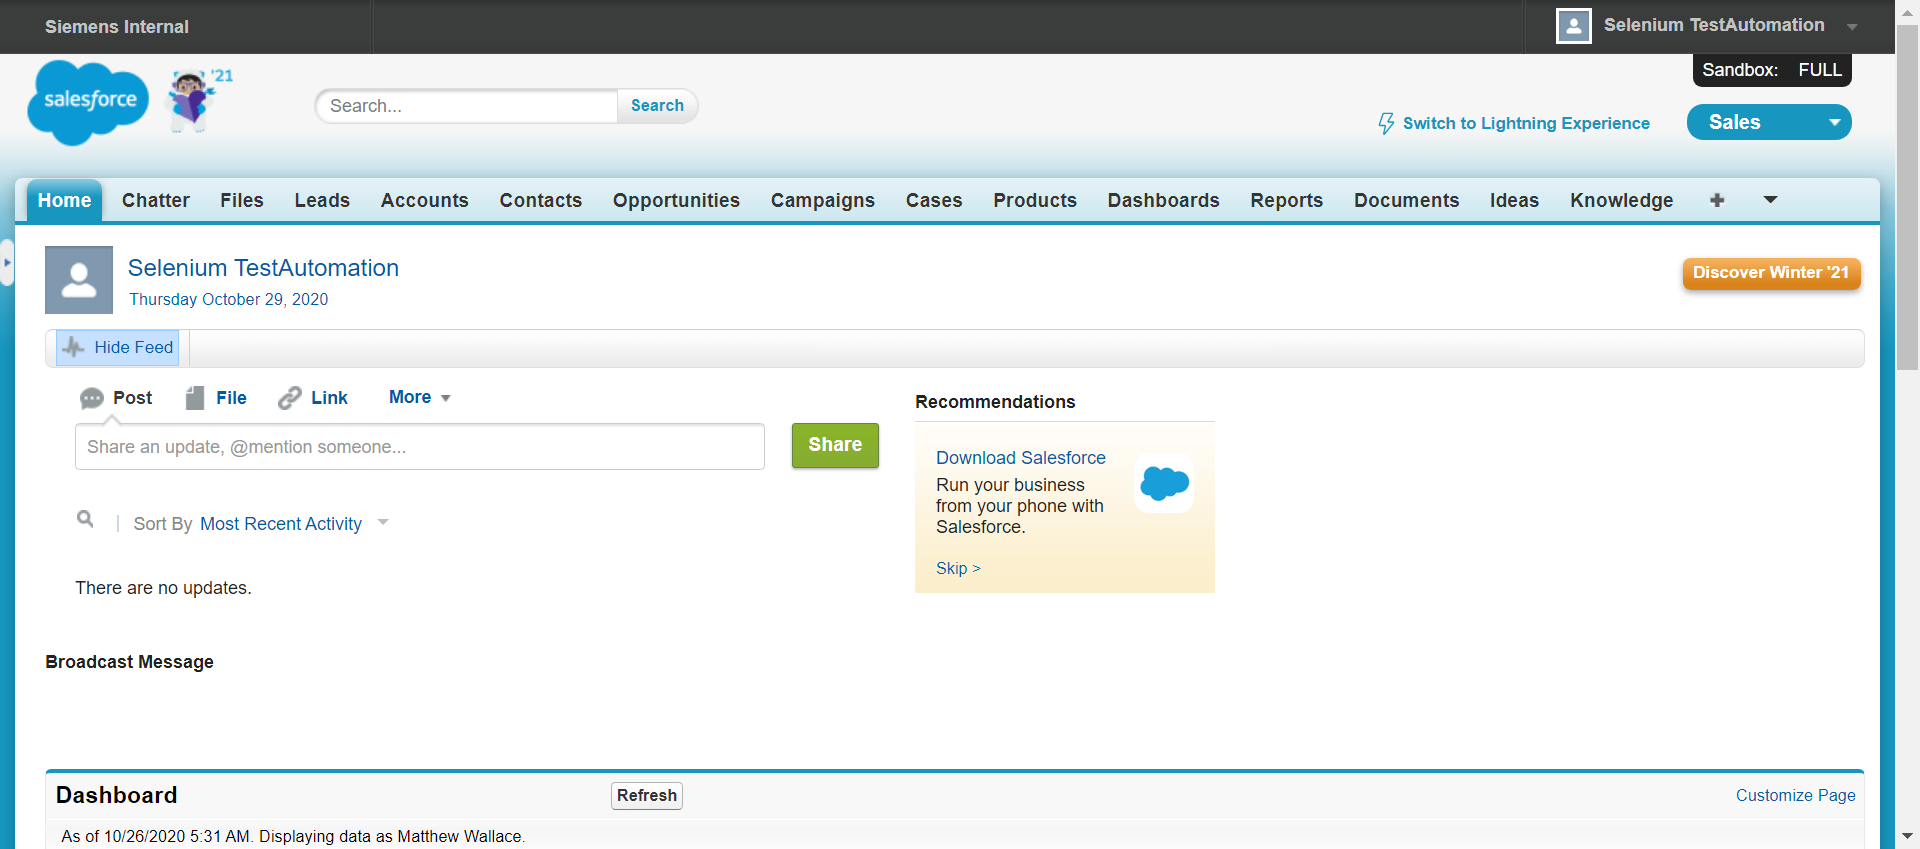 Siemens Internal
Selenium TestAutomation
Sandbox: FULL
salesforce
'21
Search...
Search
Switch to Lightning Experience
Sales
Home Chatter Files Leads Accounts Contacts Opportunities Campaigns Cases Products Dashboards Reports Documents Ideas Knowledge +
Selenium TestAutomation
Thursday October 29, 2020
Discover Winter '21
Hide Feed
Post File Link More
Share an update, @mention someone...
Share
Sort By Most Recent Activity
There are no updates.
Recommendations
Download Salesforce
Run your business
from your phone with
Salesforce.
Skip >
Broadcast Message
Dashboard
Refresh
Customize Page
As of 10/26/2020 5:31 AM. Displaying data as Matthew Wallace.